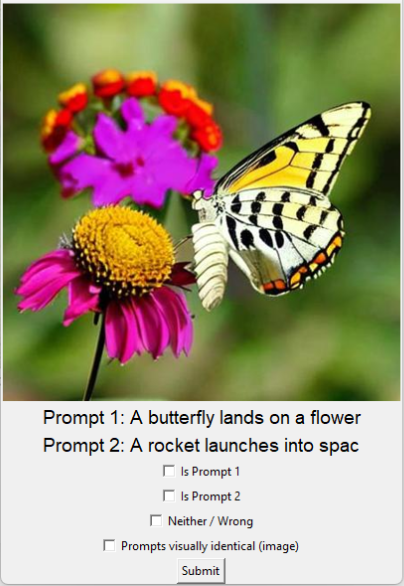 Prompt 1: A butterfly lands on a flower
Prompt 2: A rocket launches into spac
Is Prompt 1
Is Prompt 2
Neither / Wrong
Prompts visually identical (image)
Submit